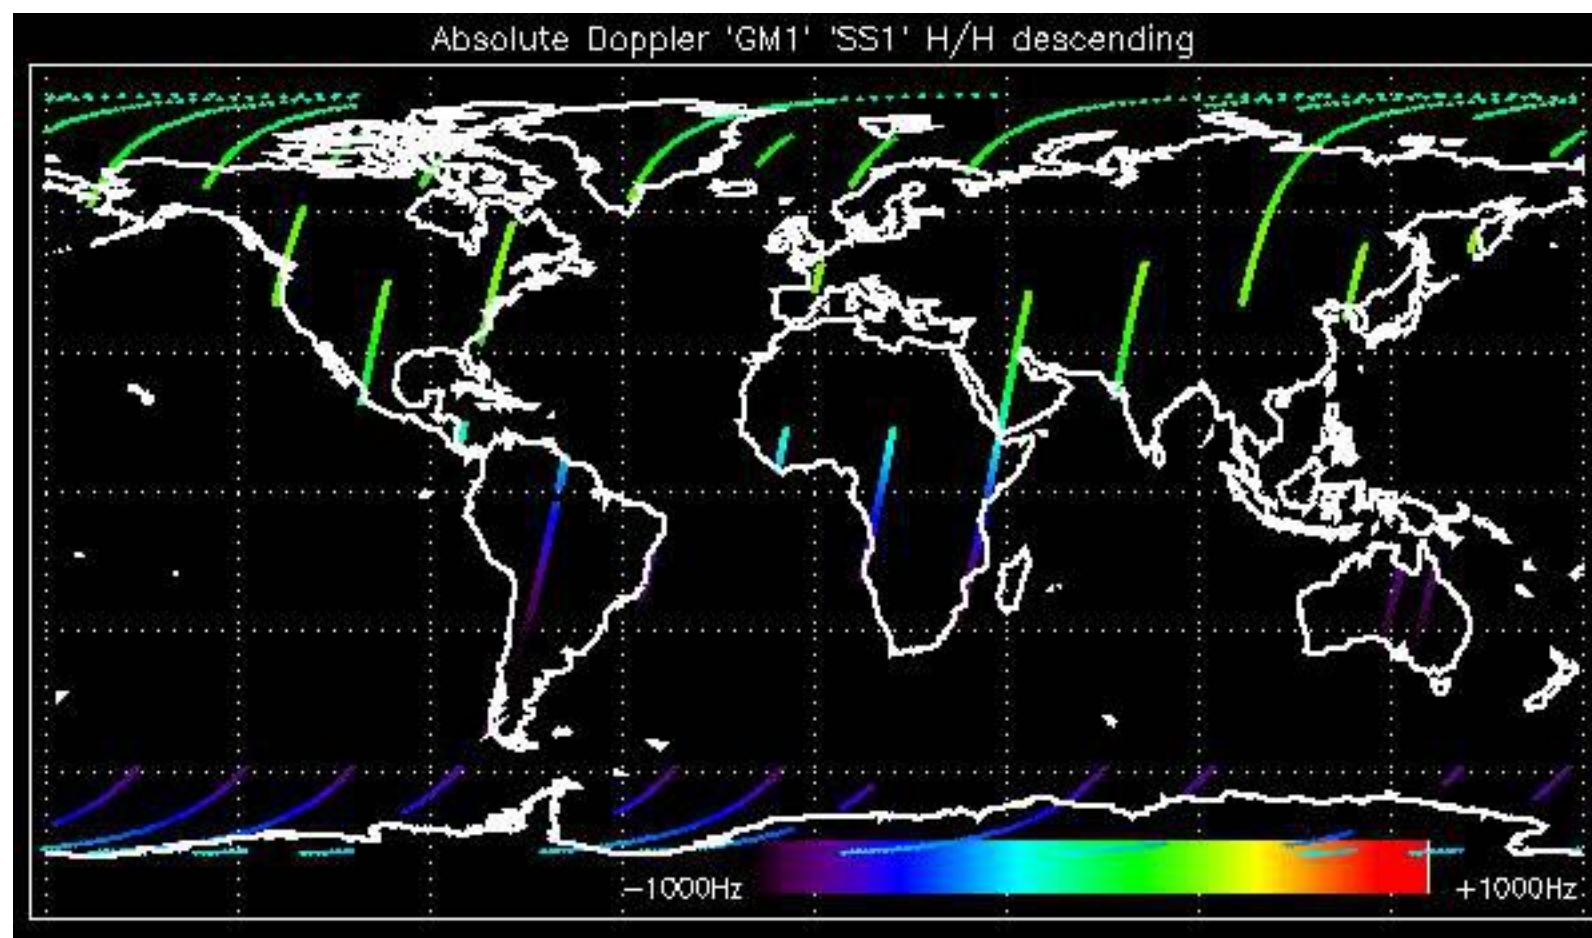 Absolute Doppler 'GM1' 'SS1' H/H descending
−1000Hz
+1000Hz